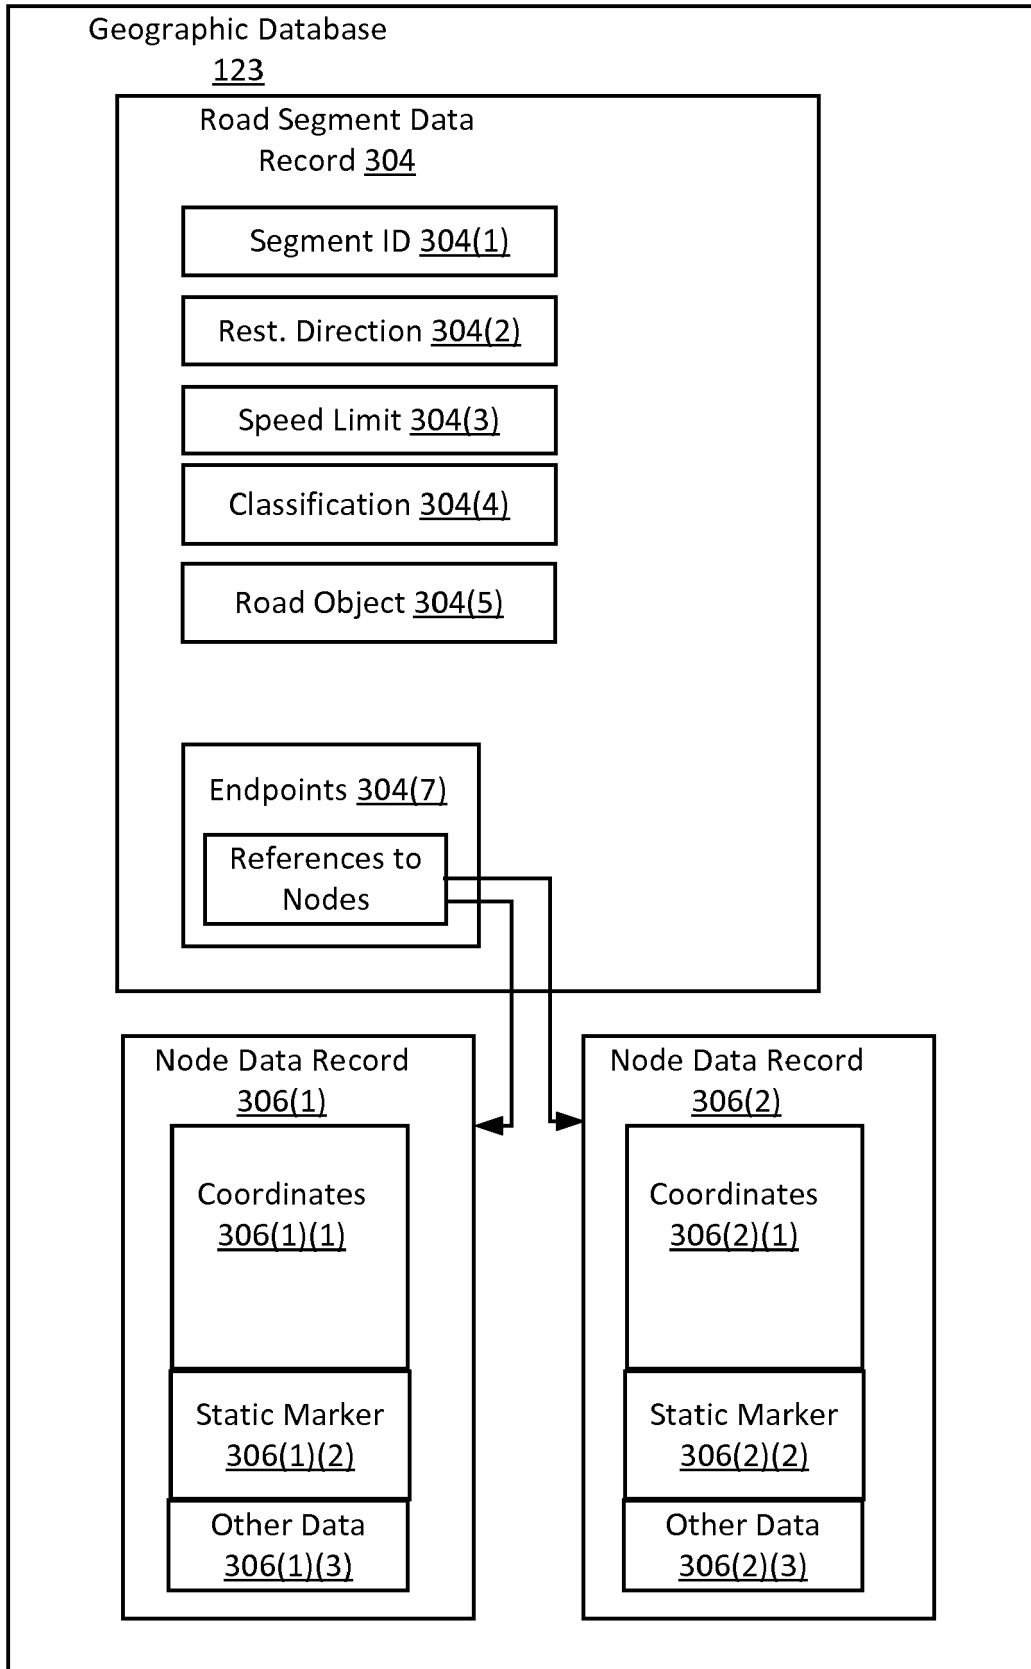 Geographic Database
123
Road Segment Data
Record 304
Segment ID 304(1)
Rest. Direction 304(2)
Speed Limit 304(3)
Classification 304(4)
Road Object 304(5)
Endpoints 304(7)
References to
Nodes
Node Data Record
306(1)
Coordinates
306(1)(1)
Static Marker
306(1)(2)
Other Data
306(1)(3)
Node Data Record
306(2)
Coordinates
306(2)(1)
Static Marker
306(2)(2)
Other Data
306(2)(3)